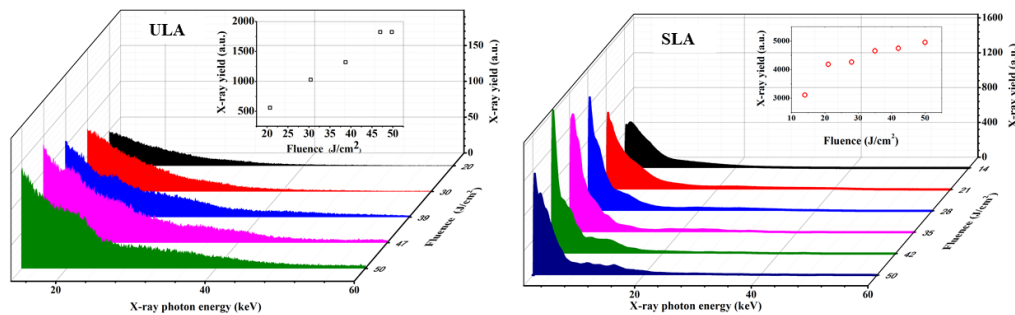 ULA
X-ray yield (a.u.)
2000
1500
1000
500
20 25 30 35 40 45 50
Fluence (J/cm²)
150
100
50
0
X-ray yield (a.u.)
20
30
39
47
50
Fluence (J/cm²)
20 40 60
X-ray photon energy (keV)
SLA
X-ray yield (a.u.)
5000
4000
3000
10 20 30 40 50
Fluence (J/cm²)
1600
1200
800
400
0
X-ray yield (a.u.)
14
21
28
35
42
50
Fluence (J/cm²)
20 40 60
X-ray photon energy (keV)